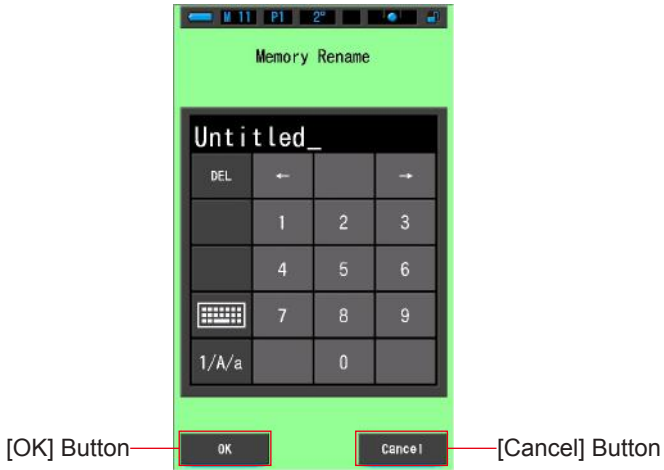 M 11 P1 2°
Memory Rename
Untitled_
DEL ← →
1 2 3
4 5 6
7 8 9
1/A/a 0
[OK] Button OK Cancel [Cancel] Button